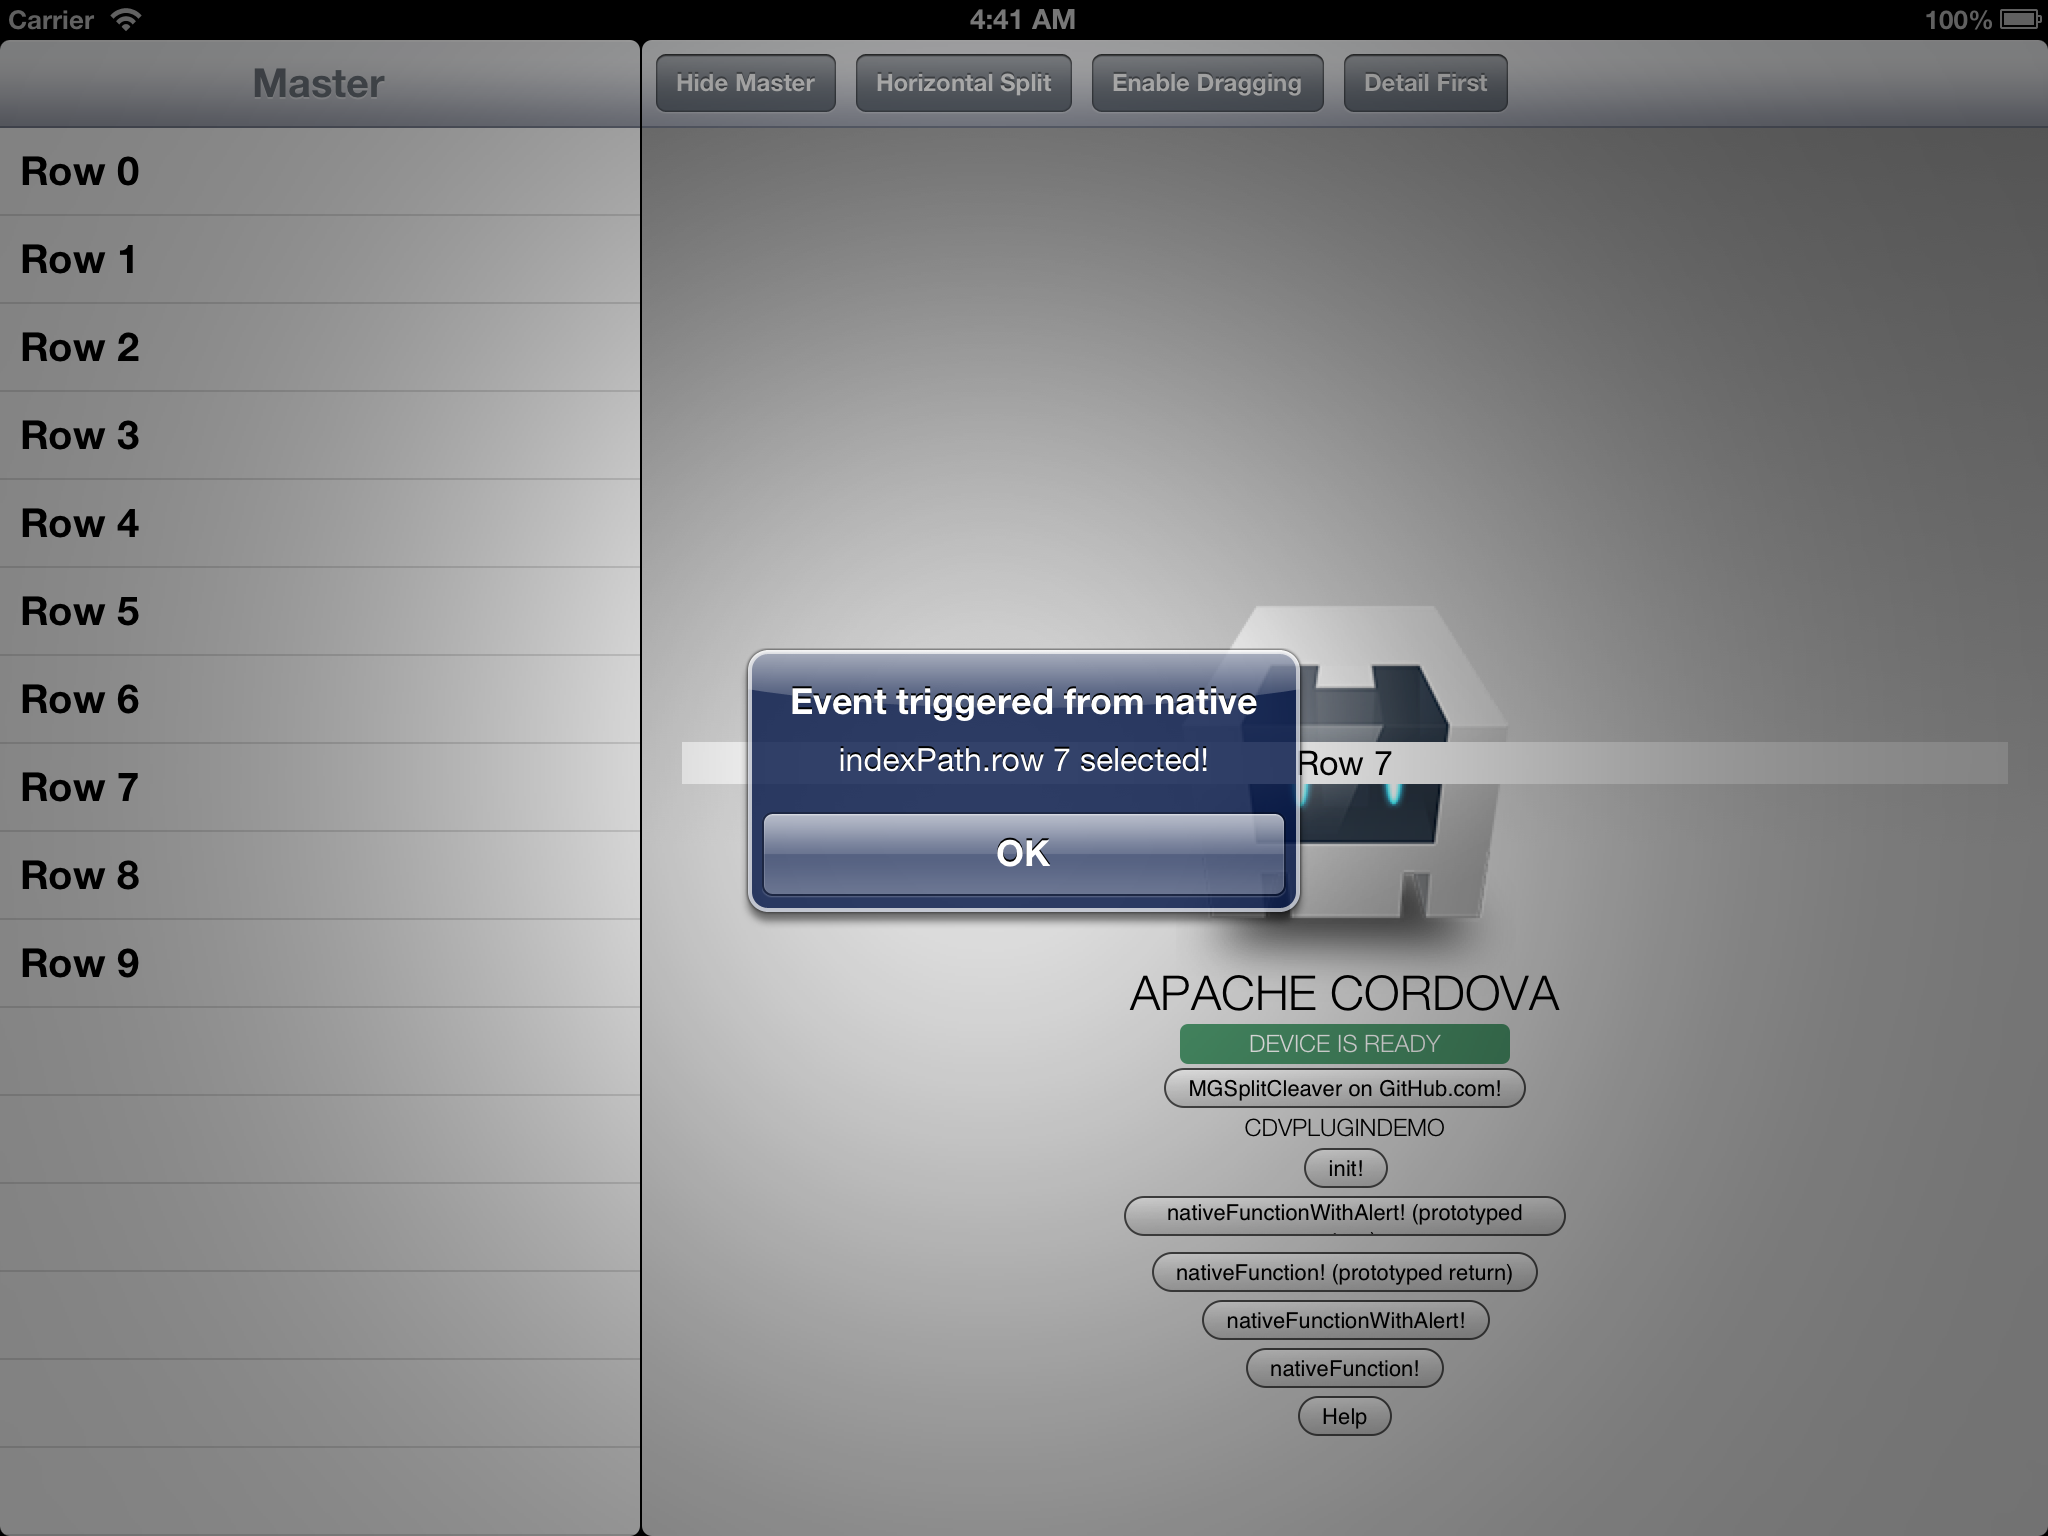 Carrier
4:41 AM
100%
Master
Hide Master
Horizontal Split
Enable Dragging
Detail First
Row 0
Row 1
Row 2
Row 3
Row 4
Row 5
Row 6
Row 7
Row 8
Row 9
Event triggered from native
indexPath.row 7 selected!
OK
Row 7
APACHE CORDOVA
DEVICE IS READY
MGSplitCleaver on GitHub.com!
CDVPLUGINDEMO
init!
nativeFunctionWithAlert! (prototyped
nativeFunction! (prototyped return)
nativeFunctionWithAlert!
nativeFunction!
Help